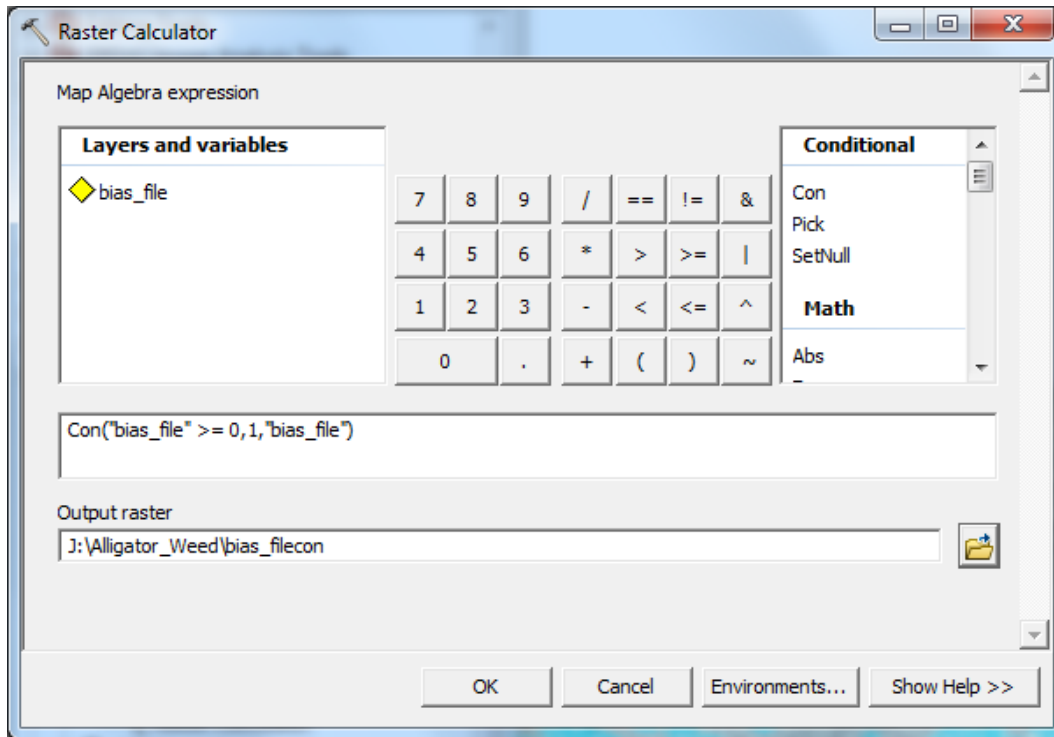 Raster Calculator
Map Algebra expression
Layers and variables
bias_file
7 8 9 / == != &
4 5 6 * > >= |
1 2 3 - < <= ^
0 . + ( ) ~
Conditional
Con
Pick
SetNull
Math
Abs
Con("bias_file" >= 0,1,"bias_file")
Output raster
J:\Alligator_Weed\bias_filecon
OK Cancel Environments... Show Help >>